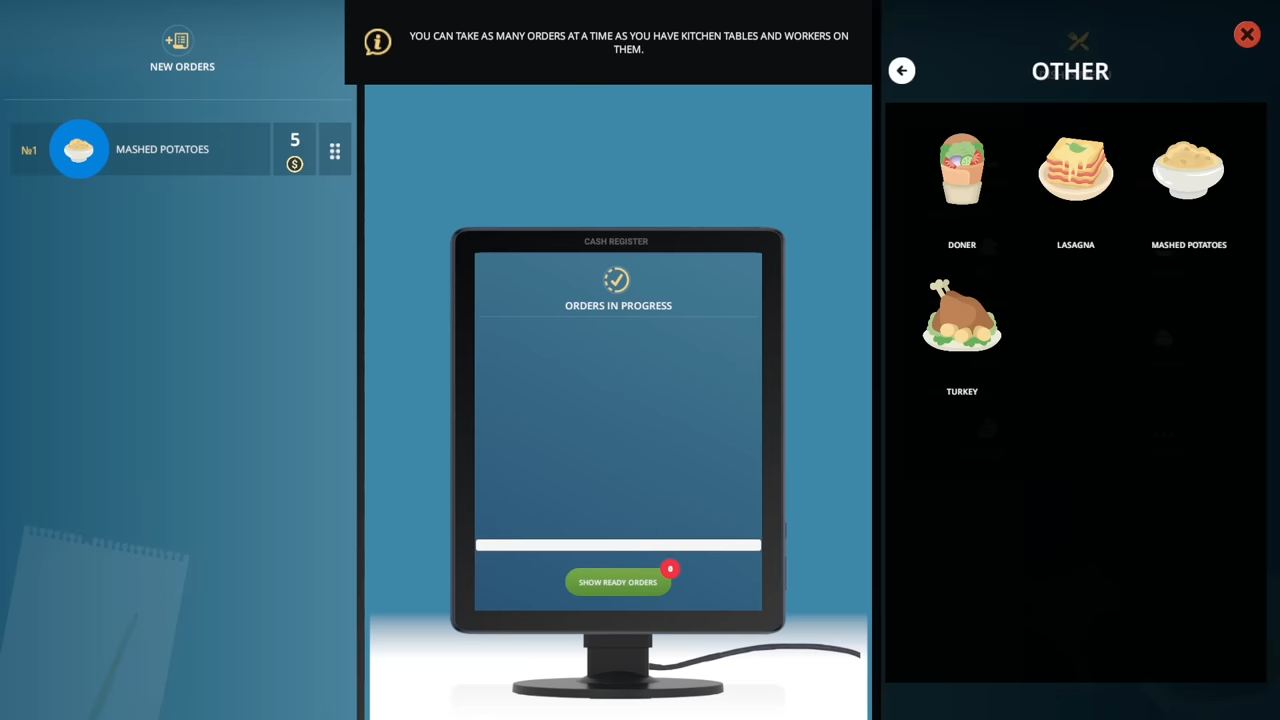 NEW ORDERS
№1
MASHED POTATOES
5
YOU CAN TAKE AS MANY ORDERS AT A TIME AS YOU HAVE KITCHEN TABLES AND WORKERS ON
THEM.
CASH REGISTER
ORDERS IN PROGRESS
SHOW READY ORDERS
0
OTHER
DONER
LASAGNA
MASHED POTATOES
TURKEY